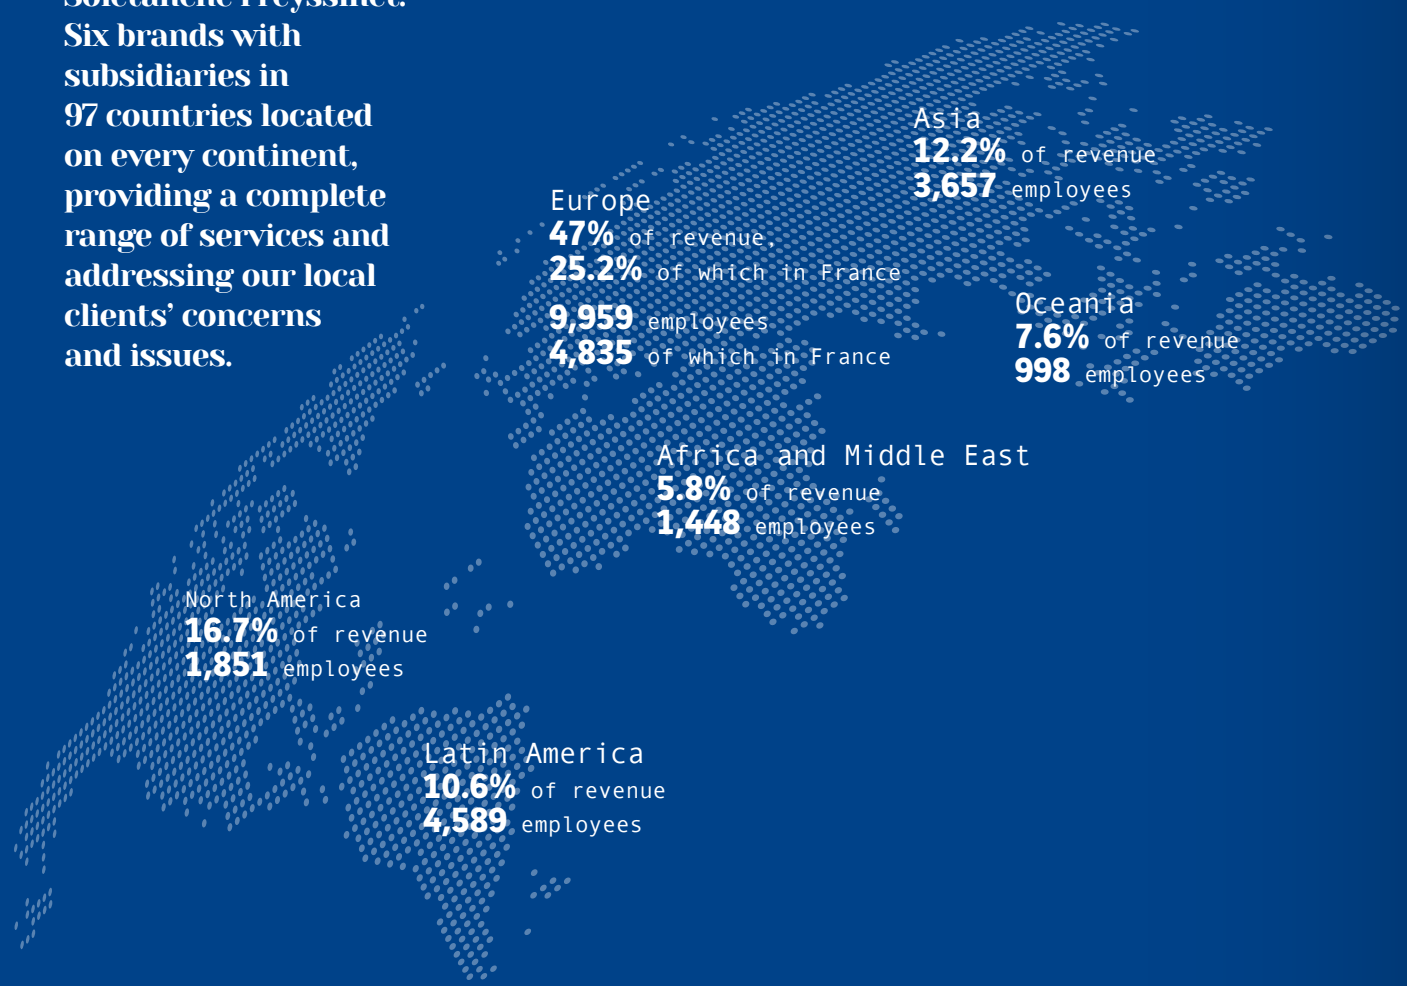 Soletanche Freyssinet.
Six brands with
subsidiaries in
97 countries located
on every continent,
providing a complete
range of services and
addressing our local
clients’ concerns
and issues.
Asia
12.2% of revenue
3,657 employees
Europe
47% of revenue,
25.2% of which in France
9,959 employees
4,835 of which in France
Oceania
7.6% of revenue
998 employees
Africa and Middle East
5.8% of revenue
1,448 employees
North America
16.7% of revenue
1,851 employees
Latin America
10.6% of revenue
4,589 employees